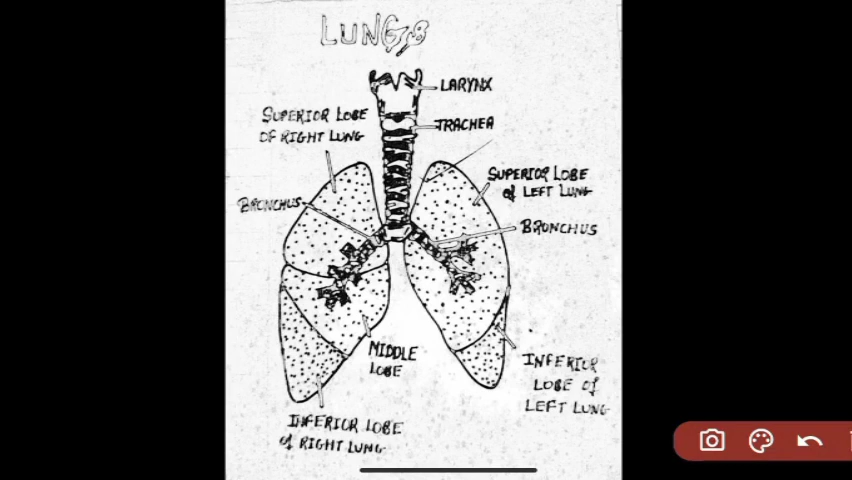 LUNGS
LARYNX
SUPERIOR LOBE
OF RIGHT LUNG
TRACHEA
SUPERIOR LOBE
of LEFT LUNG
BRONCHUS
BRONCHUS
MIDDLE
LOBE
INFERIOR
LOBE of
LEFT LUNG
INFERIOR LOBE
of RIGHT LUNG